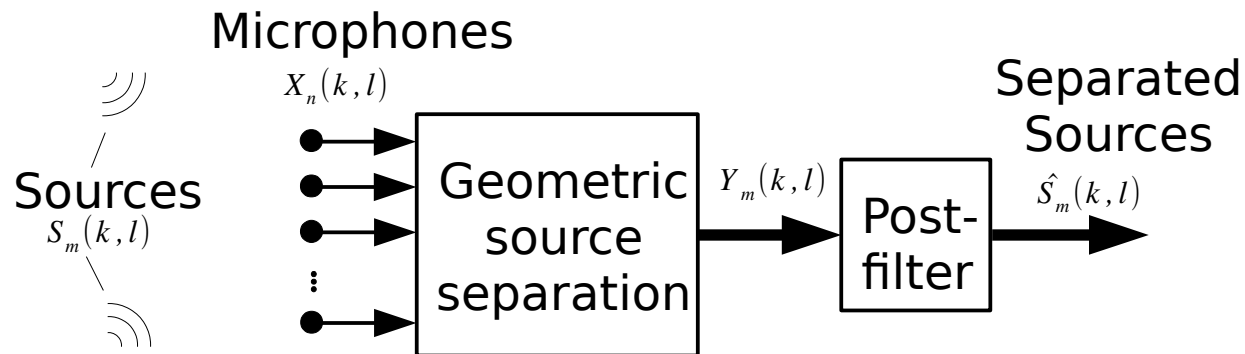 Microphones
X_n(k,l)
Sources
S_m(k,l)
Geometric
source
separation
Y_m(k,l)
Post-
filter
Separated
Sources
Ŝ_m(k,l)